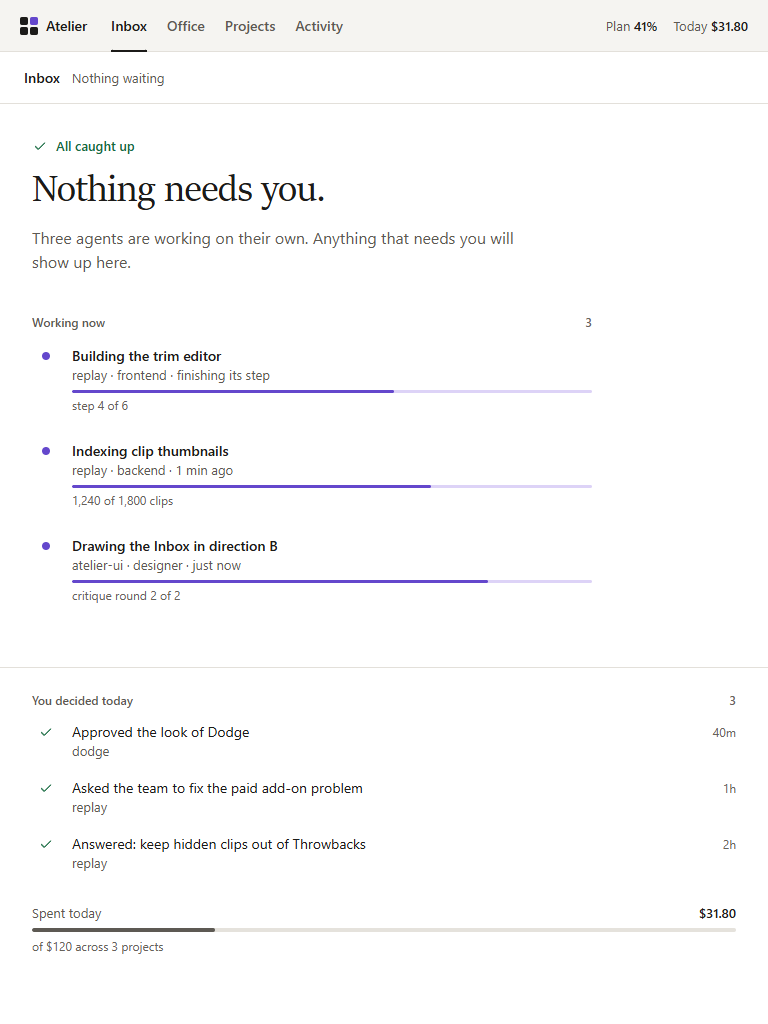 Atelier Inbox Office Projects Activity Plan 41% Today $31.80
Inbox Nothing waiting
All caught up
Nothing needs you.
Three agents are working on their own. Anything that needs you will
show up here.
Working now 3
Building the trim editor
replay · frontend · finishing its step
step 4 of 6
Indexing clip thumbnails
replay · backend · 1 min ago
1,240 of 1,800 clips
Drawing the Inbox in direction B
atelier-ui · designer · just now
critique round 2 of 2
You decided today 3
Approved the look of Dodge 40m
dodge
Asked the team to fix the paid add-on problem 1h
replay
Answered: keep hidden clips out of Throwbacks 2h
replay
Spent today $31.80
of $120 across 3 projects